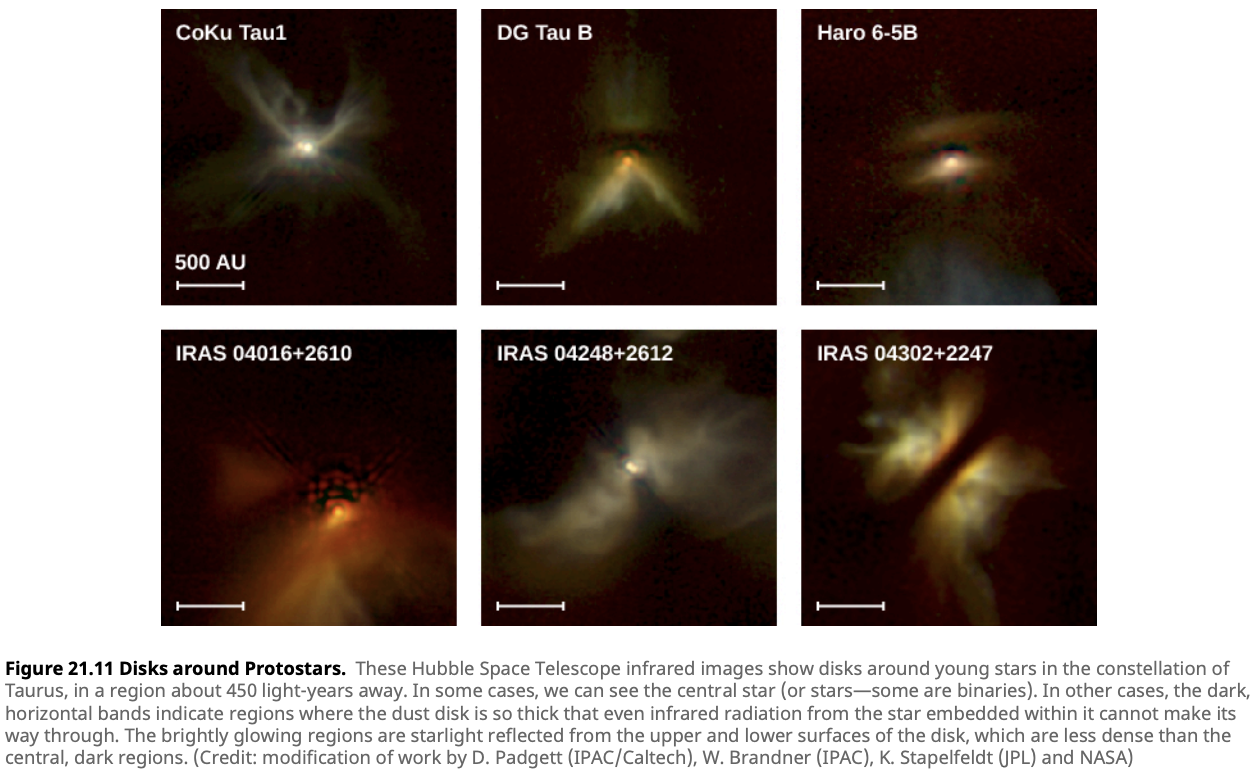 CoKu Tau1
DG Tau B
Haro 6-5B
500 AU
IRAS 04016+2610
IRAS 04248+2612
IRAS 04302+2247
Figure 21.11 Disks around Protostars. These Hubble Space Telescope infrared images show disks around young stars in the constellation of
Taurus, in a region about 450 light-years away. In some cases, we can see the central star (or stars—some are binaries). In other cases, the dark,
horizontal bands indicate regions where the dust disk is so thick that even infrared radiation from the star embedded within it cannot make its
way through. The brightly glowing regions are starlight reflected from the upper and lower surfaces of the disk, which are less dense than the
central, dark regions. (Credit: modification of work by D. Padgett (IPAC/Caltech), W. Brandner (IPAC), K. Stapelfeldt (JPL) and NASA)